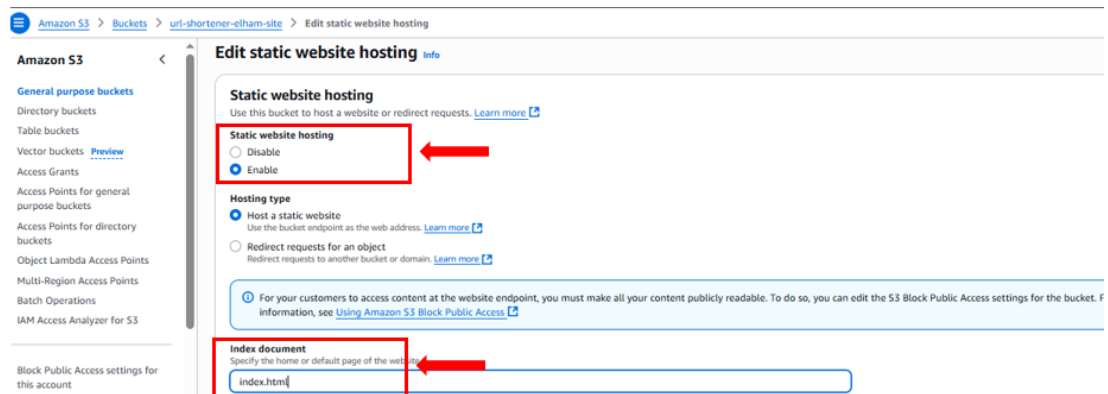 Amazon S3 > Buckets > url-shortener-elham-site > Edit static website hosting
Amazon S3
General purpose buckets
Directory buckets
Table buckets
Vector buckets Preview
Access Grants
Access Points for general
purpose buckets
Access Points for directory
buckets
Object Lambda Access Points
Multi-Region Access Points
Batch Operations
IAM Access Analyzer for S3
Block Public Access settings for
this account
Edit static website hosting Info
Static website hosting
Use this bucket to host a website or redirect requests. Learn more
Static website hosting
Disable
Enable
Hosting type
Host a static website
Use the bucket endpoint as the web address. Learn more
Redirect requests for an object
Redirect requests to another bucket or domain. Learn more
For your customers to access content at the website endpoint, you must make all your content publicly readable. To do so, you can edit the S3 Block Public Access settings for the bucket.
information, see Using Amazon S3 Block Public Access
Index document
Specify the home or default page of the website
index.html